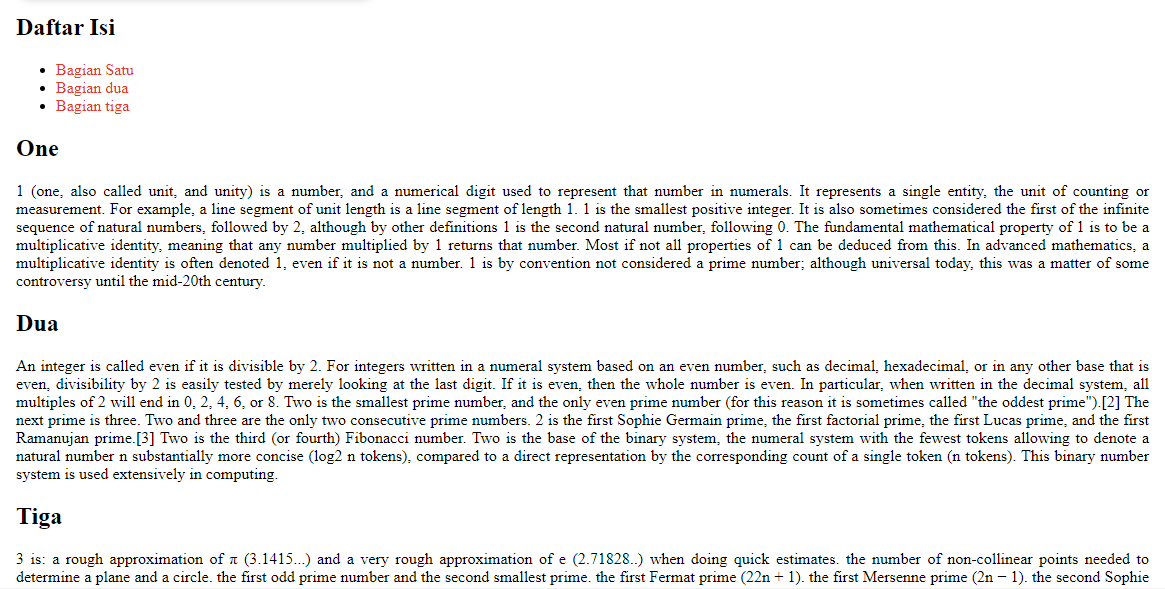 Daftar Isi
Bagian Satu
Bagian dua
Bagian tiga
One
1 (one, also called unit, and unity) is a number, and a numerical digit used to represent that number in numerals. It represents a single entity, the unit of counting or
measurement. For example, a line segment of unit length is a line segment of length 1. 1 is the smallest positive integer. It is also sometimes considered the first of the infinite
sequence of natural numbers, followed by 2, although by other definitions 1 is the second natural number, following 0. The fundamental mathematical property of 1 is to be a
multiplicative identity, meaning that any number multiplied by 1 returns that number. Most if not all properties of 1 can be deduced from this. In advanced mathematics, a
multiplicative identity is often denoted 1, even if it is not a number. 1 is by convention not considered a prime number; although universal today, this was a matter of some
controversy until the mid-20th century.
Dua
An integer is called even if it is divisible by 2. For integers written in a numeral system based on an even number, such as decimal, hexadecimal, or in any other base that is
even, divisibility by 2 is easily tested by merely looking at the last digit. If it is even, then the whole number is even. In particular, when written in the decimal system, all
multiples of 2 will end in 0, 2, 4, 6, or 8. Two is the smallest prime number, and the only even prime number (for this reason it is sometimes called "the oddest prime").[2] The
next prime is three. Two and three are the only two consecutive prime numbers. 2 is the first Sophie Germain prime, the first factorial prime, the first Lucas prime, and the first
Ramanujan prime.[3] Two is the third (or fourth) Fibonacci number. Two is the base of the binary system, the numeral system with the fewest tokens allowing to denote a
natural number n substantially more concise (log2 n tokens), compared to a direct representation by the corresponding count of a single token (n tokens). This binary number
system is used extensively in computing.
Tiga
3 is: a rough approximation of π (3.1415...) and a very rough approximation of e (2.71828..) when doing quick estimates. the number of non-collinear points needed to
determine a plane and a circle. the first odd prime number and the second smallest prime. the first Fermat prime (22n + 1). the first Mersenne prime (2n − 1). the second Sophie